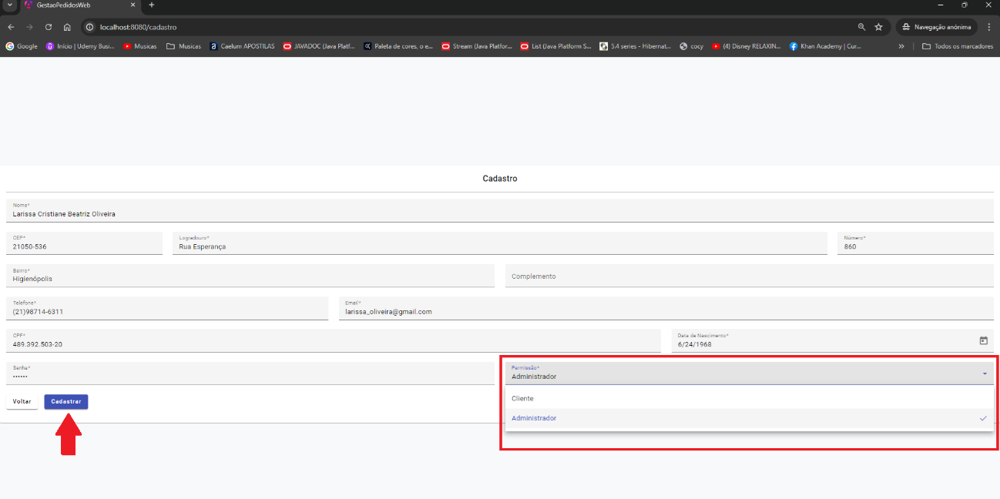 GestaoPedidosWeb
localhost:8080/cadastro
Navegação anónima
Google
Início | Udemy Busi...
Musicas
Musicas
Caelum APOSTILAS
JAVADOC (Java Platf...
Paleta de cores, o e...
Stream (Java Platfor...
List (Java Platform S...
5.4 series - Hibernat...
cocy
(4) Disney RELAXIN...
Khan Academy | Cur...
Todos os marcadores
Cadastro
Nome*
Larissa Cristiane Beatriz Oliveira
CEP*
21050-536
Logradouro*
Rua Esperança
Número*
860
Bairro*
Higienópolis
Complemento
Telefone*
(21)98714-6311
Email*
larissa_oliveira@gmail.com
CPF*
489.392.503-20
Data de Nascimento*
6/24/1968
Senha*
••••••
Permissão*
Administrador
Cliente
Administrador
Voltar
Cadastrar